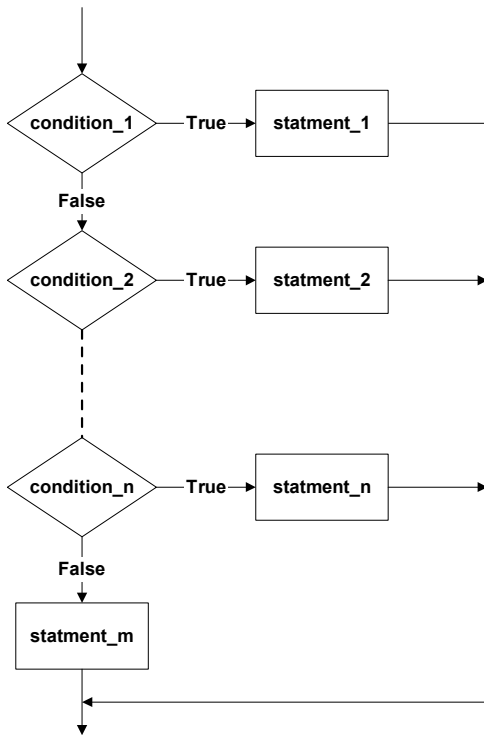 condition_1
True
statment_1
False
condition_2
True
statment_2
condition_n
True
statment_n
False
statment_m